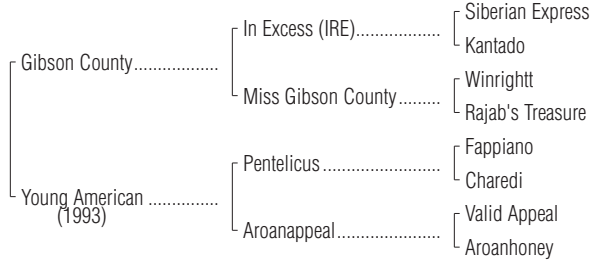 Siberian Express
In Excess (IRE)..................
Kantado
Gibson County..................
Winrightt
Miss Gibson County.........
Rajab's Treasure
Fappiano
Pentelicus.........................
Charedi
Young American ...............
(1993)
Valid Appeal
Aroanappeal......................
Aroanhoney